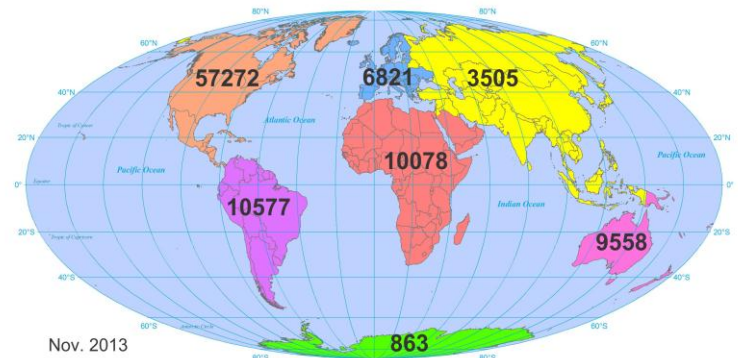 80°N 80°N
60°N 60°N
57272 6821 3505
40°N 40°N
Atlantic Ocean
20°N 20°N
10078
Pacific Ocean Pacific Ocean
0° 0°
10577 Indian Ocean
20°S 20°S
9558
40°S 40°S
60°S 60°S
Nov. 2013 863